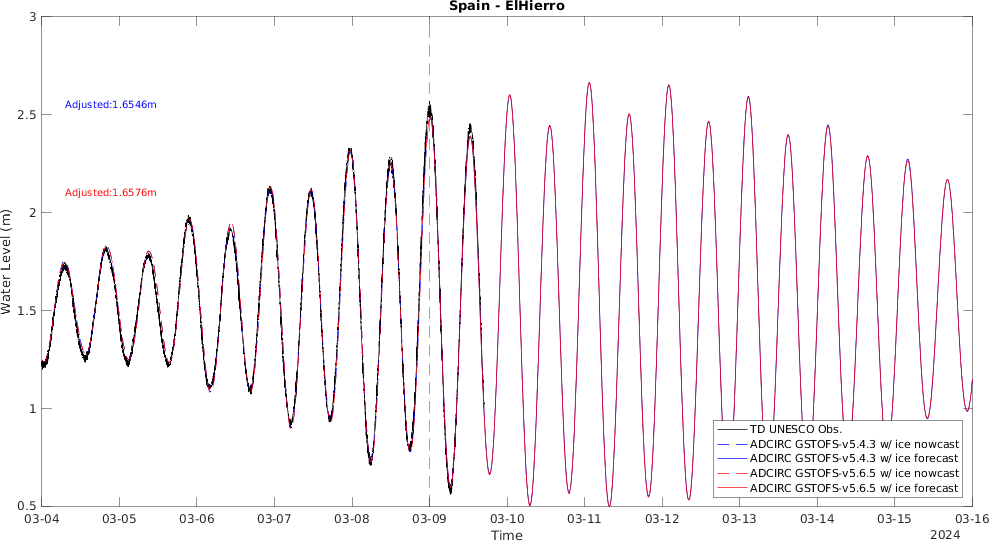 Spain - ElHierro
3
2.5
2
1.5
1
0.5
Water Level (m)
Adjusted:1.6546m
Adjusted:1.6576m
TD UNESCO Obs.
ADCIRC GSTOFS-v5.4.3 w/ ice nowcast
ADCIRC GSTOFS-v5.4.3 w/ ice forecast
ADCIRC GSTOFS-v5.6.5 w/ ice nowcast
ADCIRC GSTOFS-v5.6.5 w/ ice forecast
03-04 03-05 03-06 03-07 03-08 03-09 03-10 03-11 03-12 03-13 03-14 03-15 03-16
Time
2024